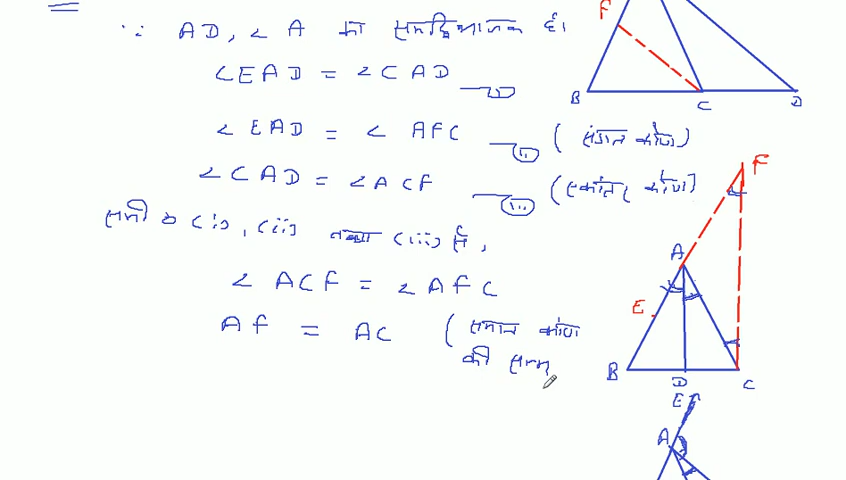 ∵ AD, ∠A का समद्विभाजक है।
∠EAD = ∠CAD —(i)
∠EAD = ∠AFC —(ii) (संगत कोण)
∠CAD = ∠ACF —(iii) (एकांतर कोण)
समी० (i), (ii) तथा (iii) से,
∠ACF = ∠AFC
AF = AC (समान कोण
की सम्मु
F
B
C
D
F
A
E
B
D
C
E
A